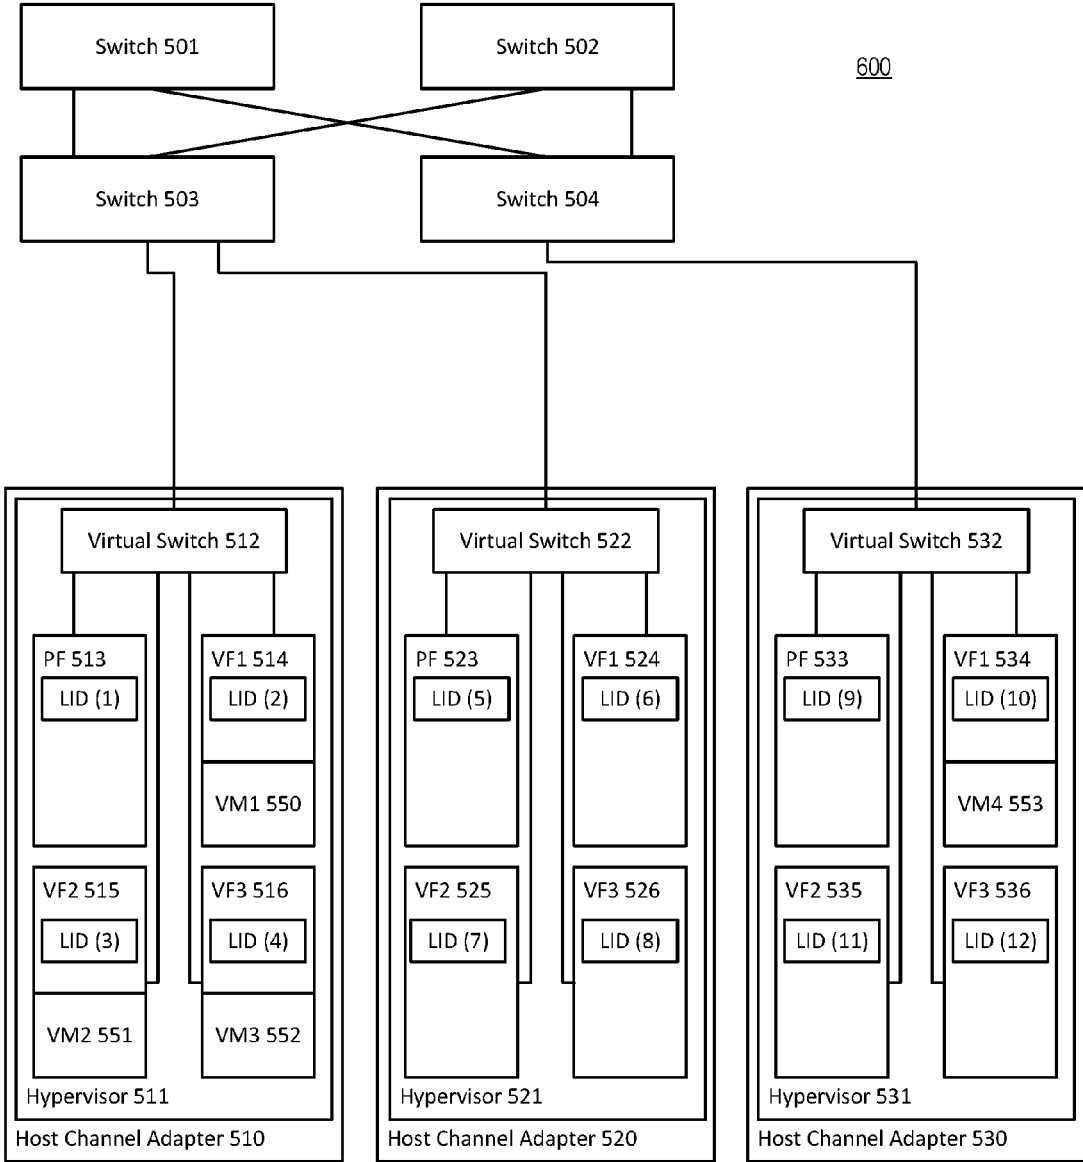 Switch 501
Switch 502
600
Switch 503
Switch 504
Virtual Switch 512
PF 513
LID (1)
VF1 514
LID (2)
VM1 550
VF2 515
LID (3)
VM2 551
VF3 516
LID (4)
VM3 552
Hypervisor 511
Host Channel Adapter 510
Virtual Switch 522
PF 523
LID (5)
VF1 524
LID (6)
VF2 525
LID (7)
VF3 526
LID (8)
Hypervisor 521
Host Channel Adapter 520
Virtual Switch 532
PF 533
LID (9)
VF1 534
LID (10)
VM4 553
VF2 535
LID (11)
VF3 536
LID (12)
Hypervisor 531
Host Channel Adapter 530